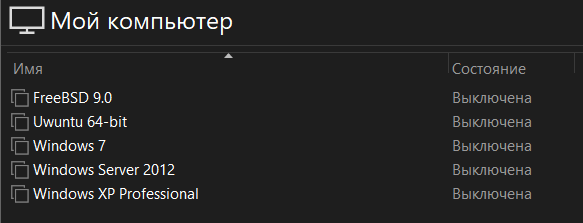 Мой компьютер
Имя Состояние
FreeBSD 9.0 Выключена
Uwuntu 64-bit Выключена
Windows 7 Выключена
Windows Server 2012 Выключена
Windows XP Professional Выключена